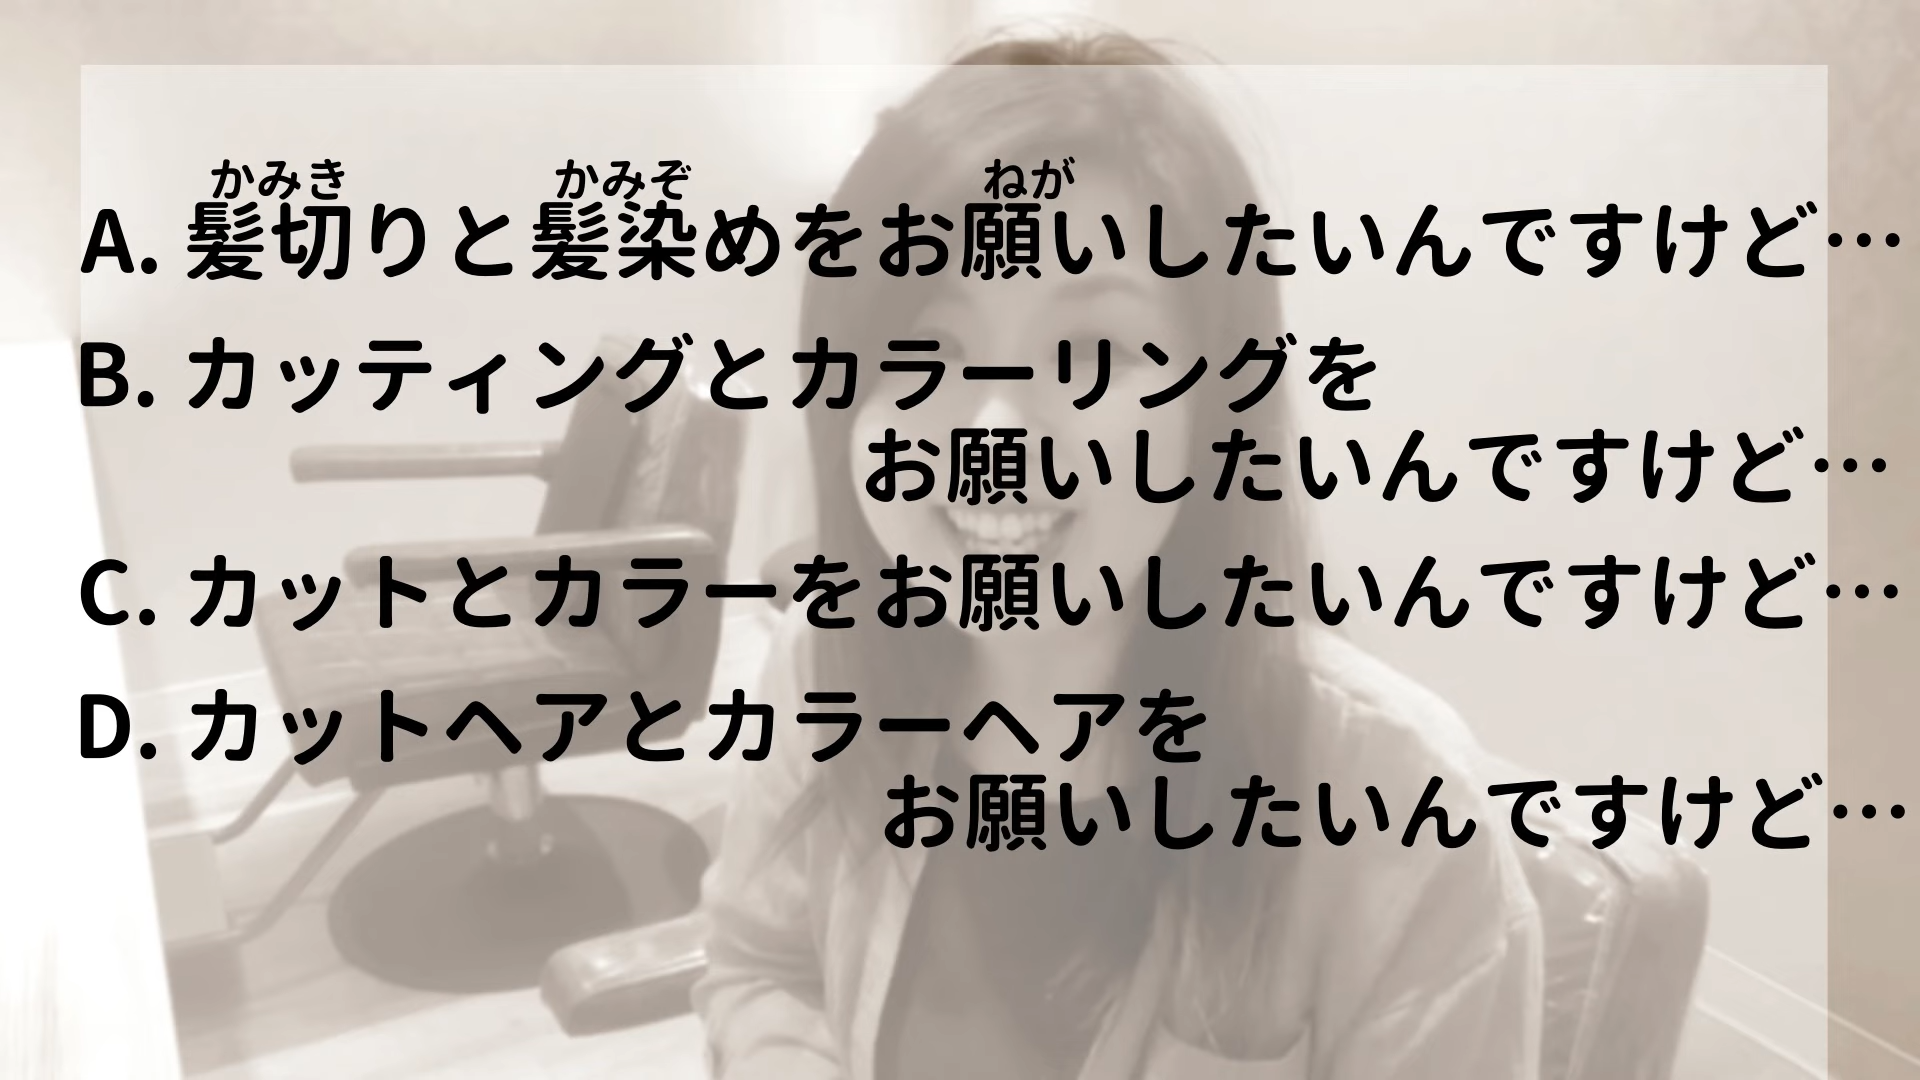 かみき かみぞ ねが
A. 髪切りと髪染めをお願いしたいんですけど…
B. カッティングとカラーリングを
お願いしたいんですけど…
C. カットとカラーをお願いしたいんですけど…
D. カットヘアとカラーヘアを
お願いしたいんですけど…